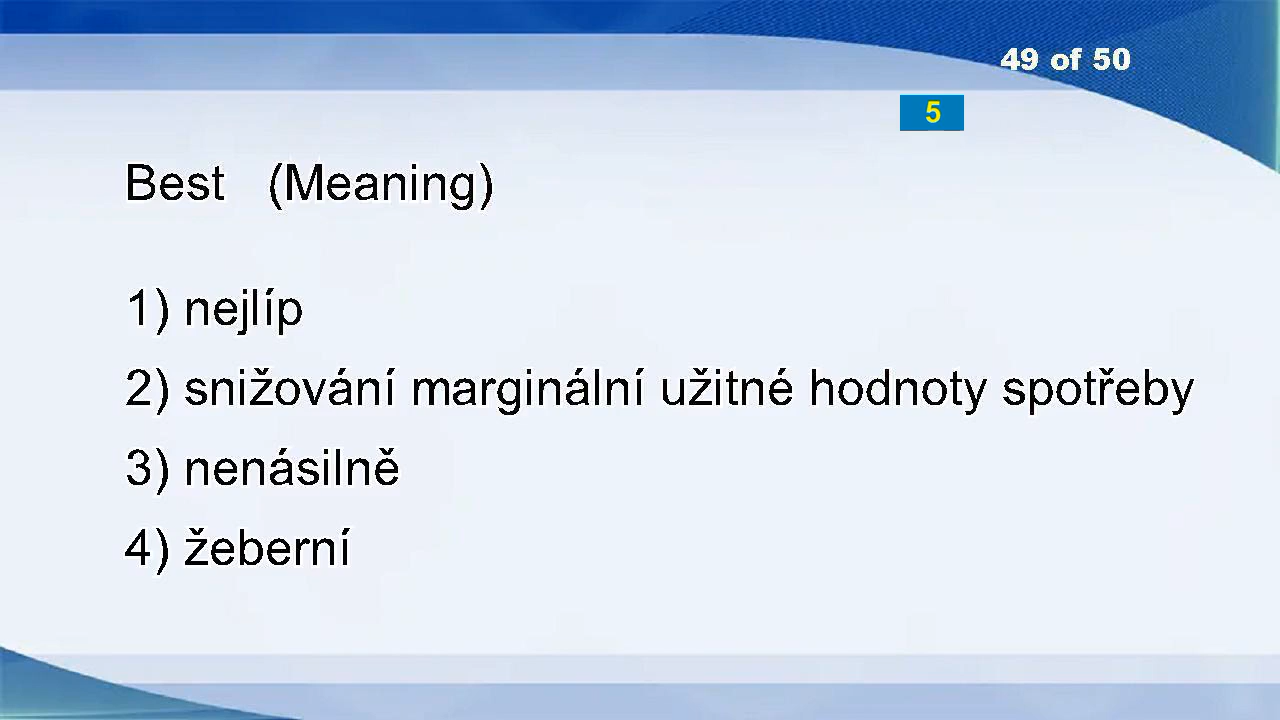 49 of 50
5
Best (Meaning)
1) nejlíp
2) snižování marginální užitné hodnoty spotřeby
3) nenásilně
4) žeberní